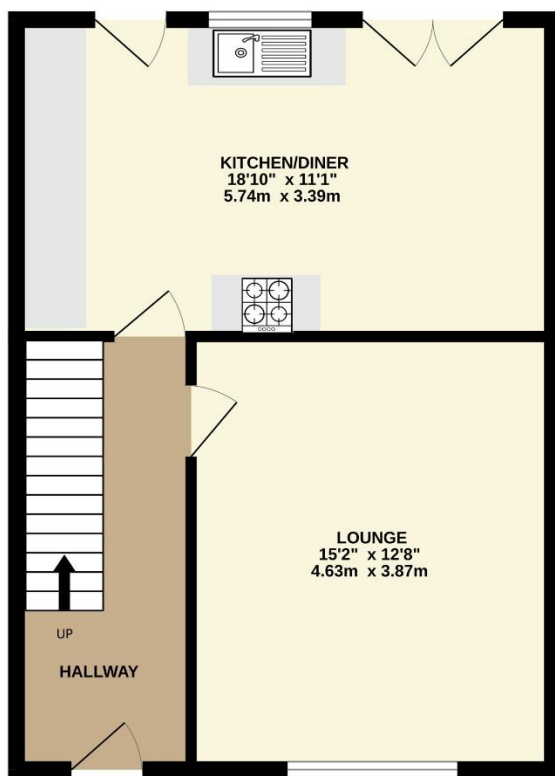 KITCHEN/DINER
18'10" x 11'1"
5.74m x 3.39m
LOUNGE
15'2" x 12'8"
4.63m x 3.87m
UP
HALLWAY